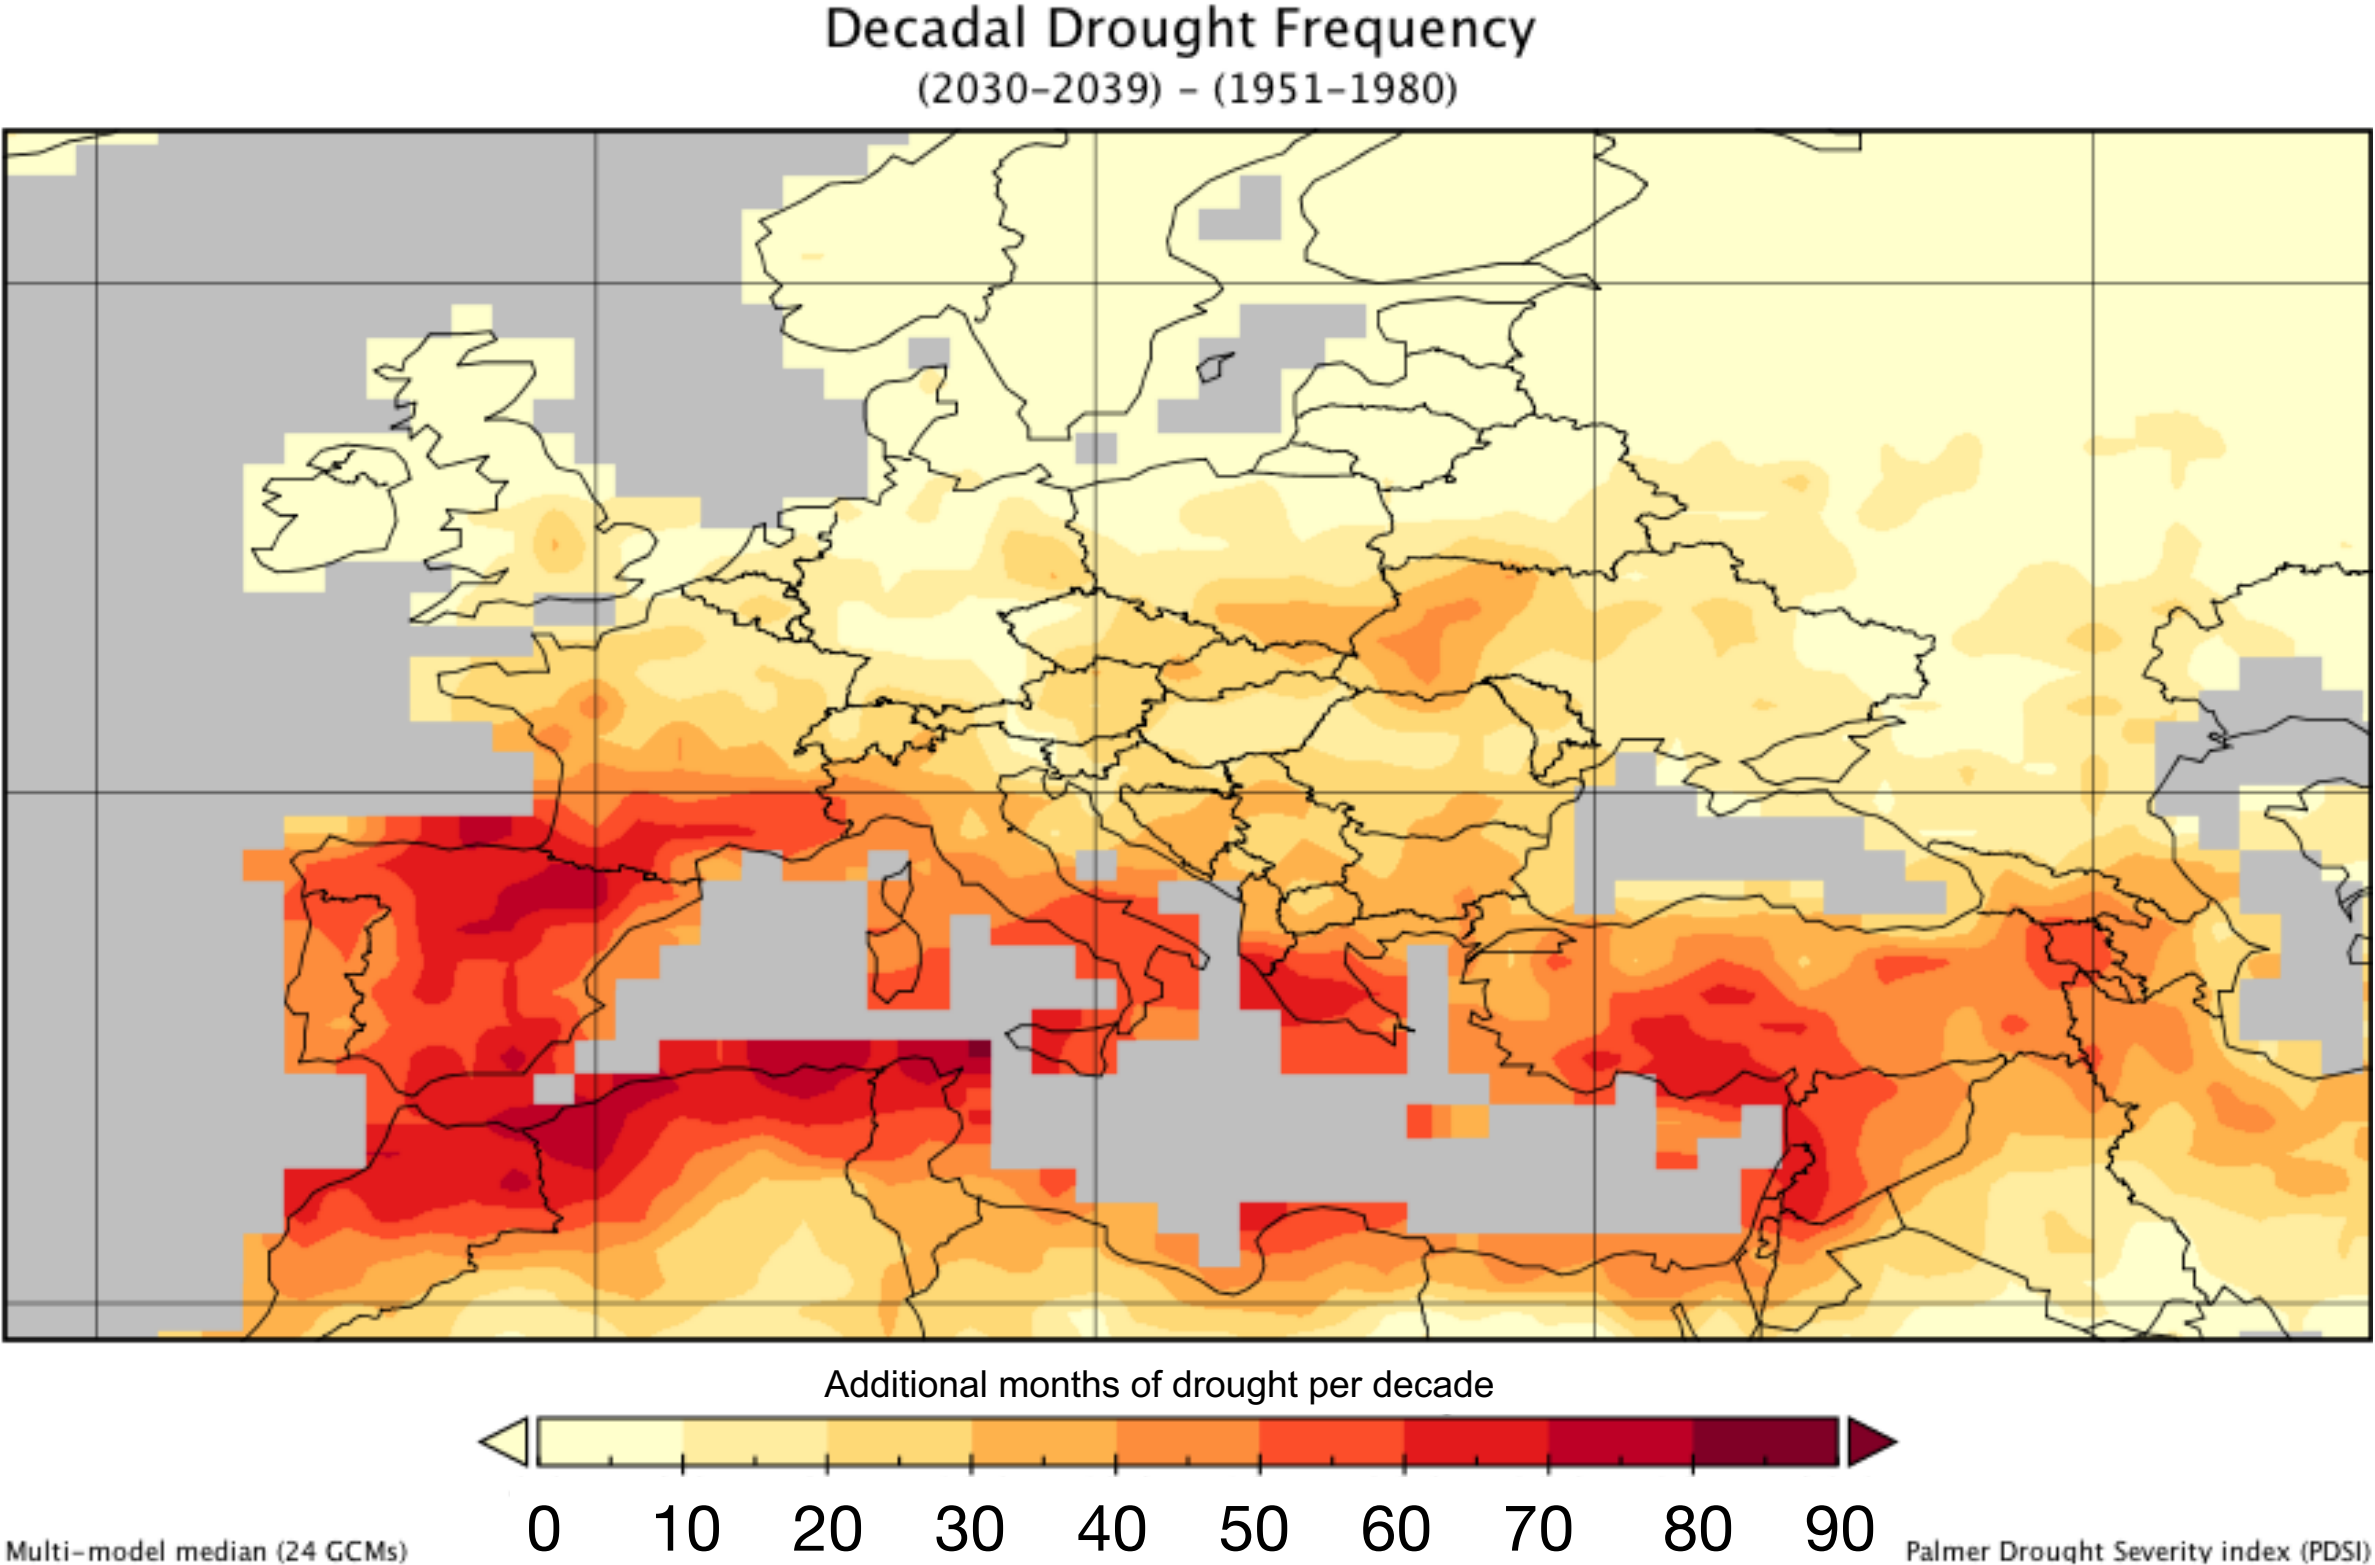 Decadal Drought Frequency
(2030–2039) – (1951–1980)
Additional months of drought per decade
0 10 20 30 40 50 60 70 80 90
Multi–model median (24 GCMs)
Palmer Drought Severity index (PDSI)